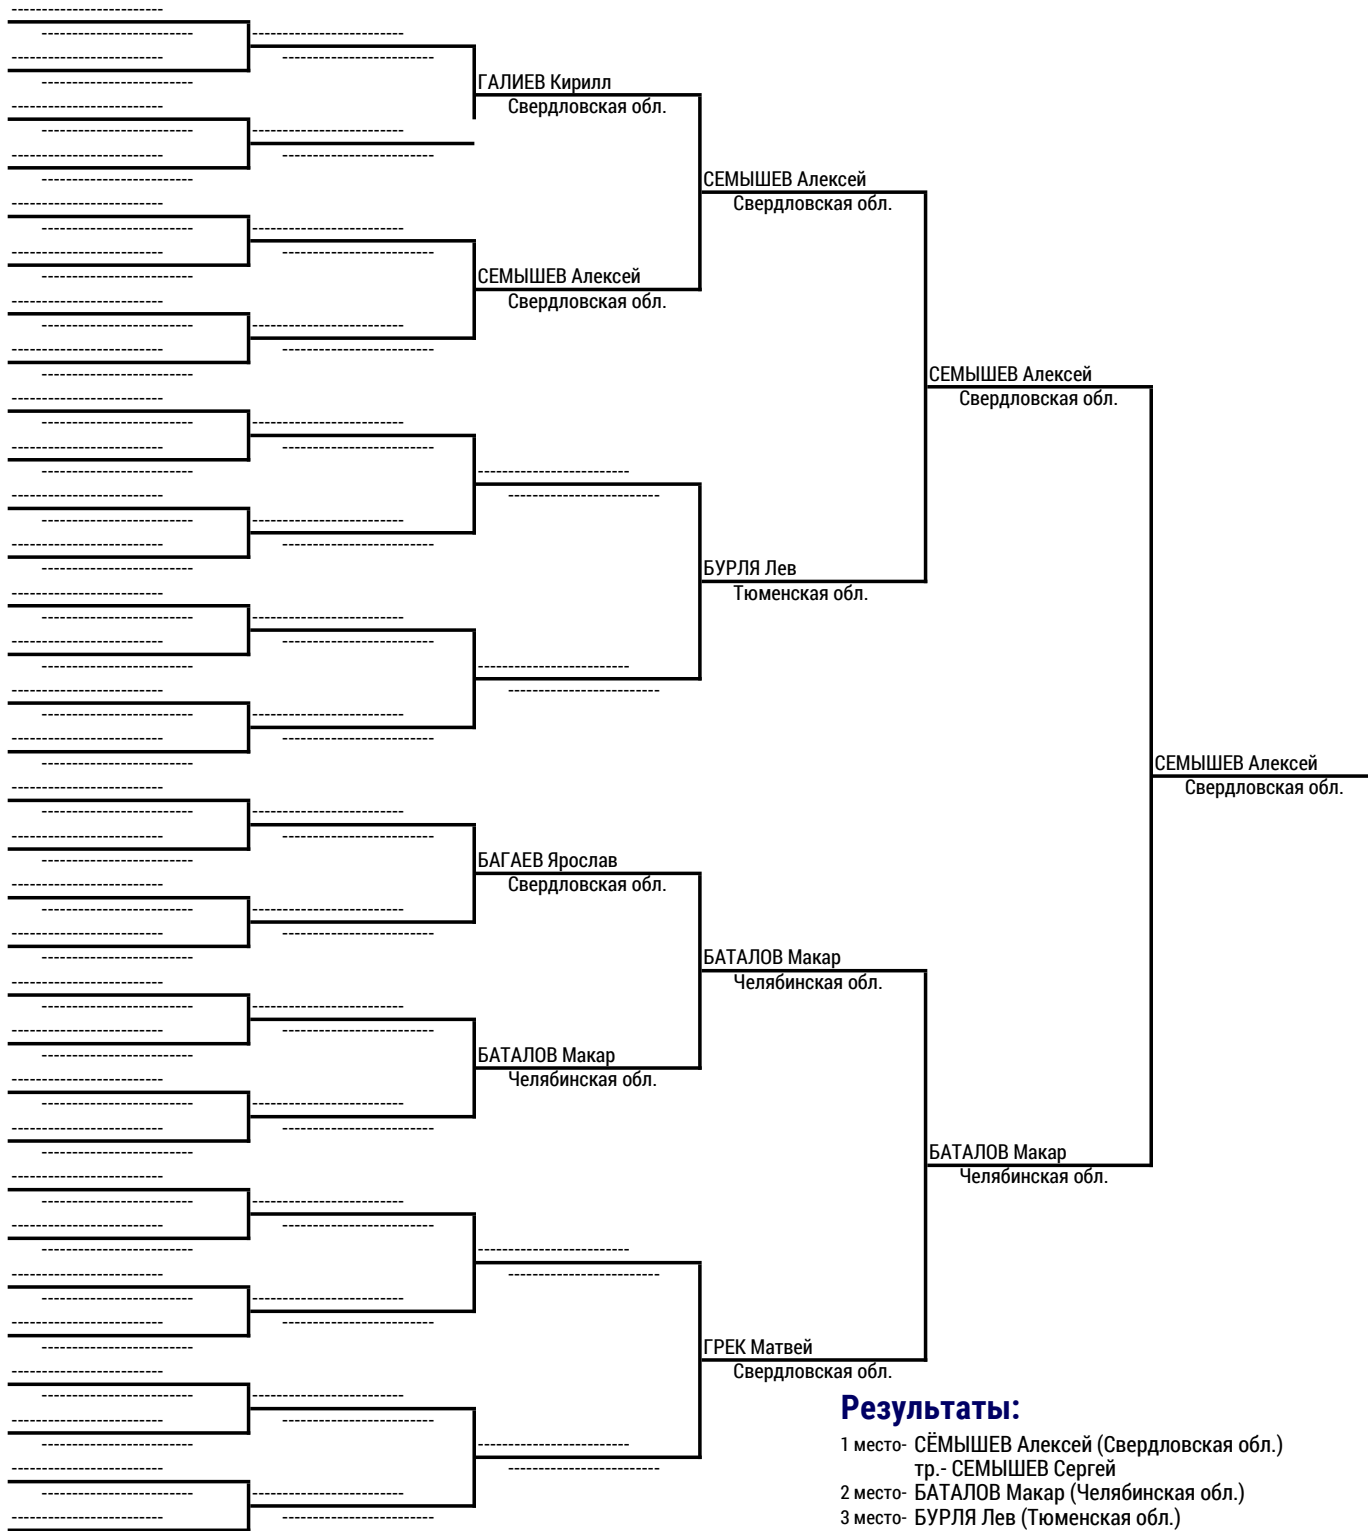 ГАЛИЕВ Кирилл
Свердловская обл.
СЕМЫШЕВ Алексей
Свердловская обл.
СЕМЫШЕВ Алексей
Свердловская обл.
СЕМЫШЕВ Алексей
Свердловская обл.
БУРЛЯ Лев
Тюменская обл.
СЕМЫШЕВ Алексей
Свердловская обл.
БАГАЕВ Ярослав
Свердловская обл.
БАТАЛОВ Макар
Челябинская обл.
БАТАЛОВ Макар
Челябинская обл.
БАТАЛОВ Макар
Челябинская обл.
ГРЕК Матвей
Свердловская обл.
Результаты:
1 место- СЁМЫШЕВ Алексей (Свердловская обл.)
тр.- СЕМЫШЕВ Сергей
2 место- БАТАЛОВ Макар (Челябинская обл.)
3 место- БУРЛЯ Лев (Тюменская обл.)